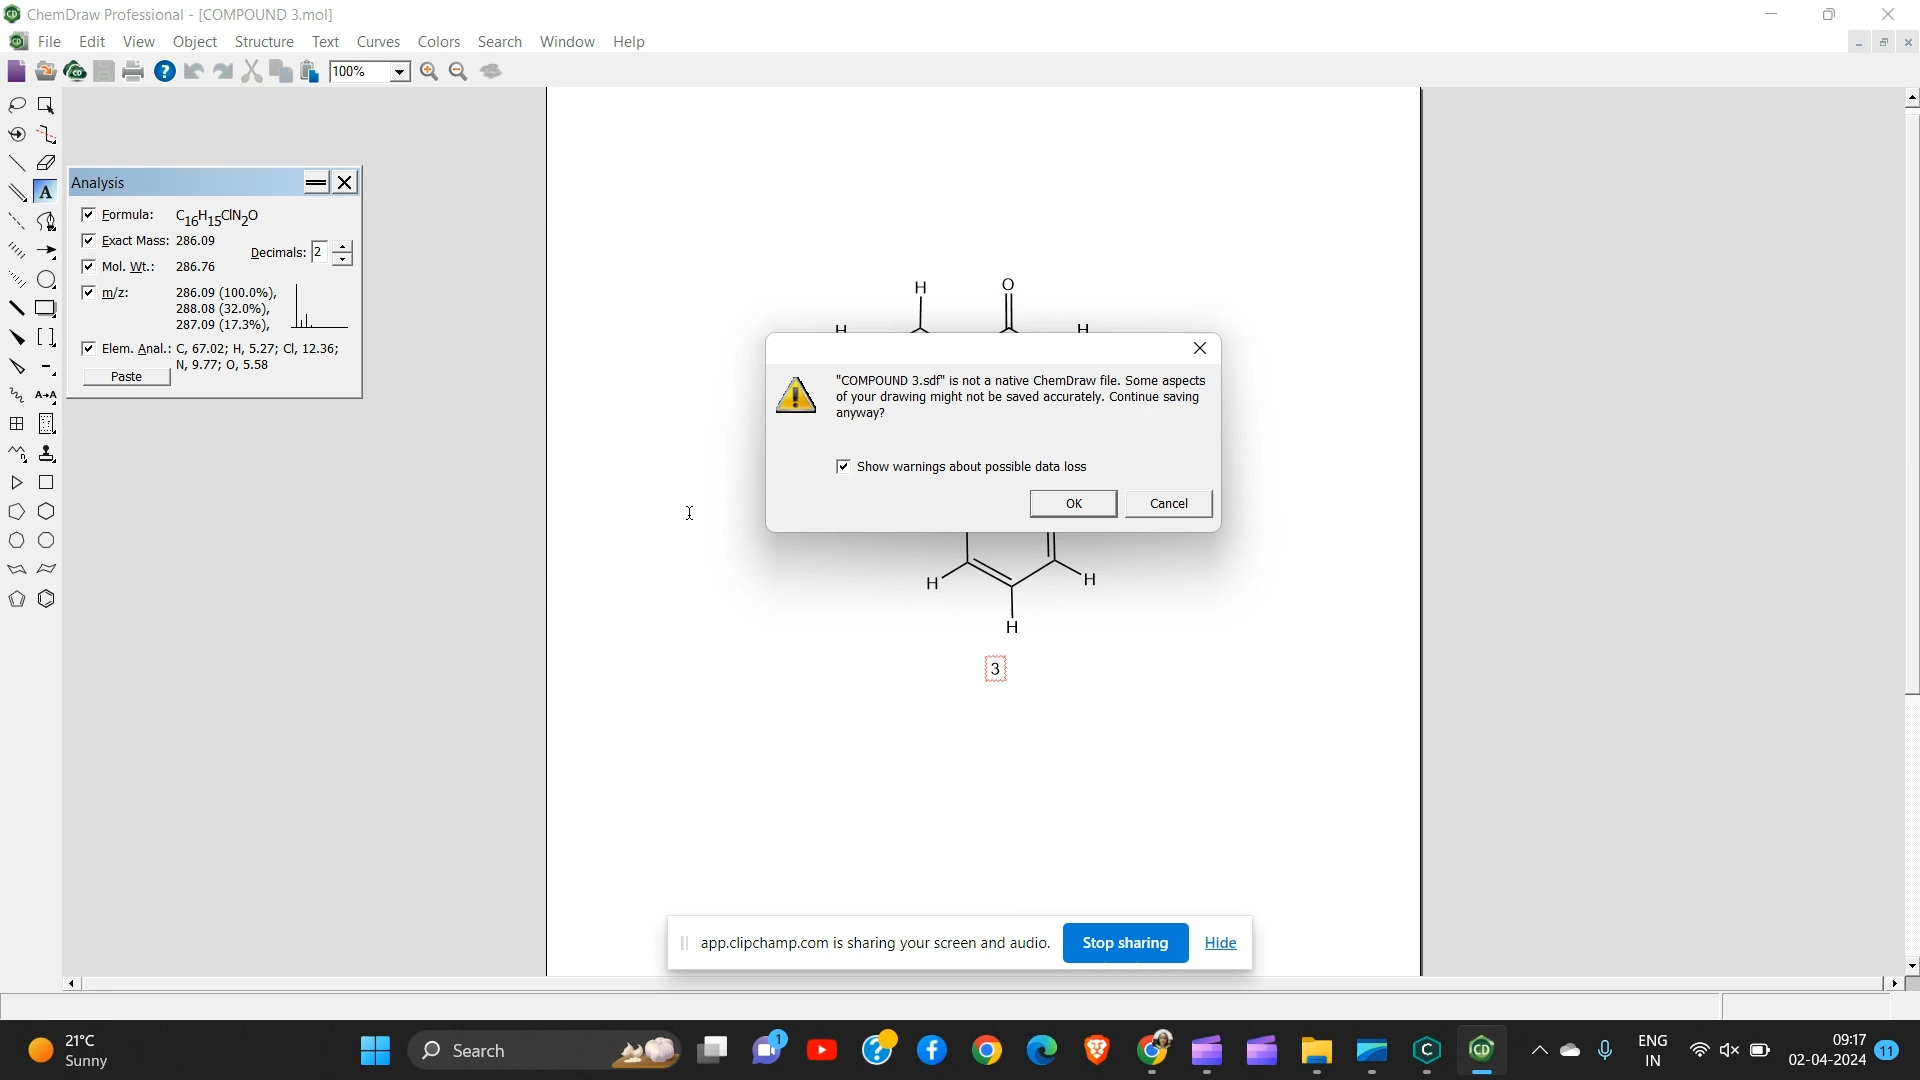 ChemDraw Professional - [COMPOUND 3.mol]
File Edit View Object Structure Text Curves Colors Search Window Help
100%
A
Analysis
Formula: C16H15ClN2O
Exact Mass: 286.09
Decimals: 2
Mol. Wt.: 286.76
m/z: 286.09 (100.0%),
288.08 (32.0%),
287.09 (17.3%),
Elem. Anal.: C, 67.02; H, 5.27; Cl, 12.36;
N, 9.77; O, 5.58
Paste
H O
H H
"COMPOUND 3.sdf" is not a native ChemDraw file. Some aspects
of your drawing might not be saved accurately. Continue saving
anyway?
Show warnings about possible data loss
OK Cancel
H H
H
3
app.clipchamp.com is sharing your screen and audio. Stop sharing Hide
21°C
Sunny
Search
1
ENG
IN
09:17
02-04-2024
11